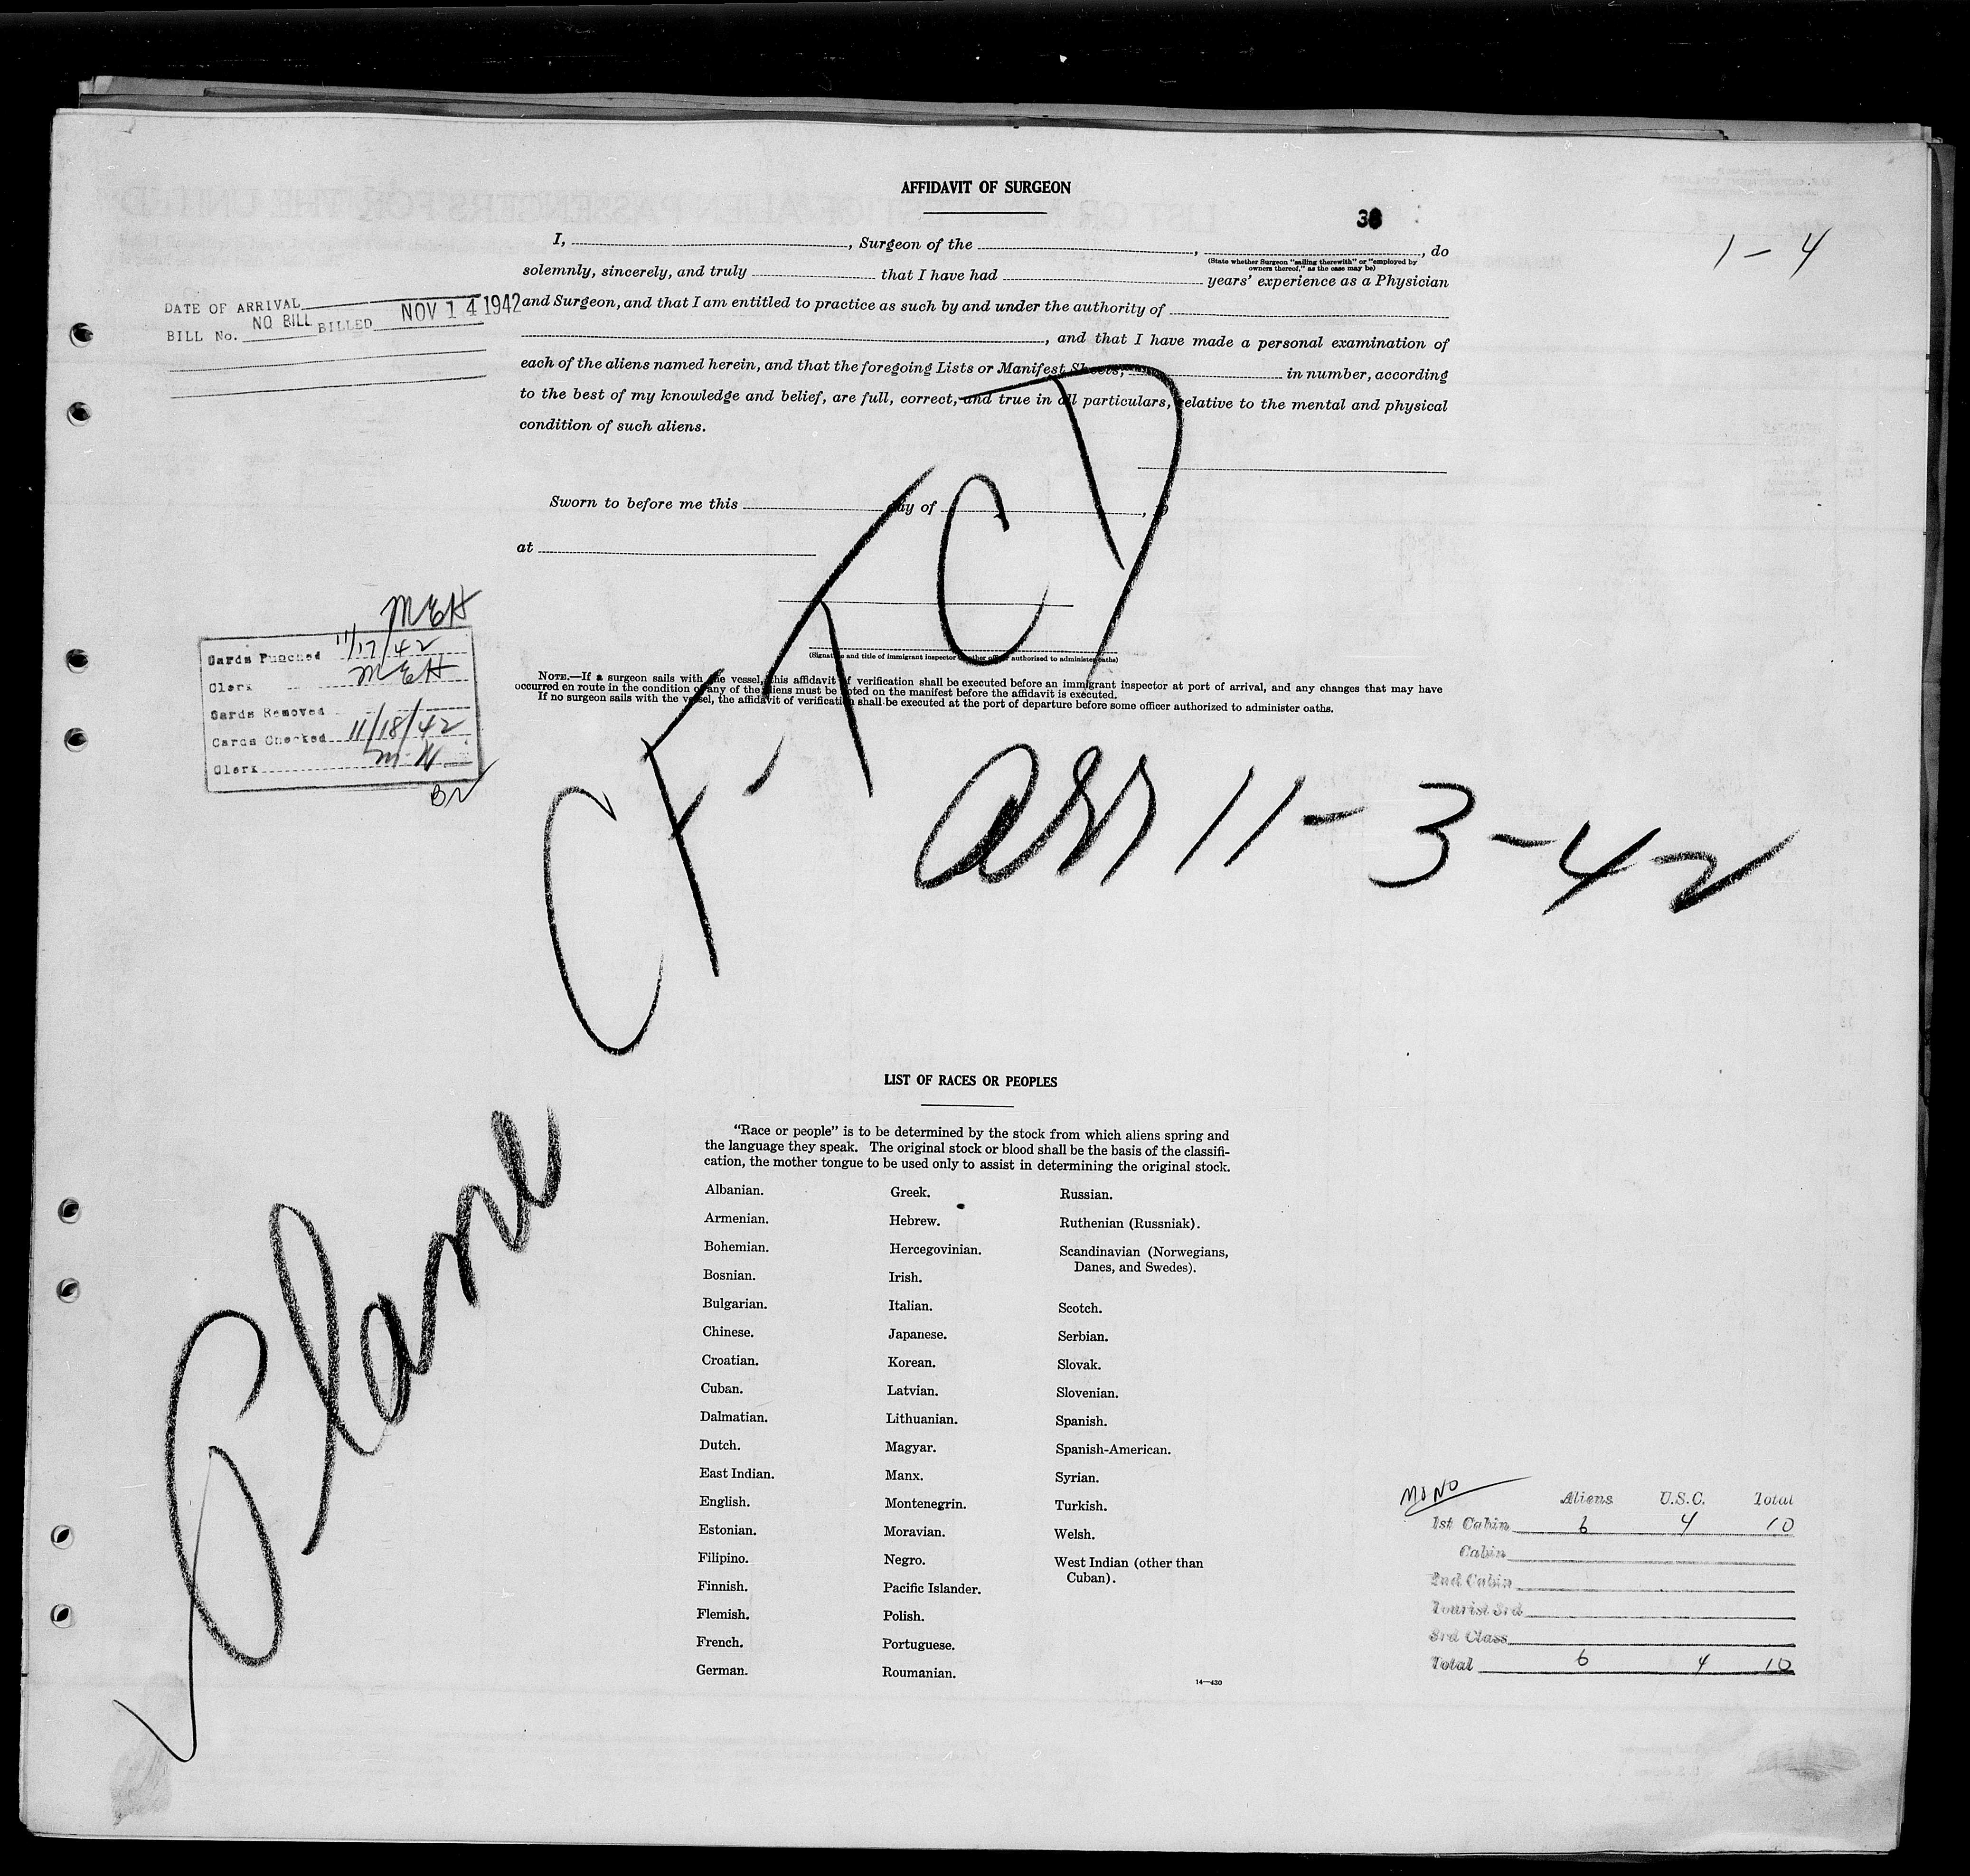 AFFIDAVIT OF SURGEON
1 - 4
I, , Surgeon of the , , do
(State whether Surgeon "sailing therewith" or "employed by
owners thereof," as the case may be)
solemnly, sincerely, and truly that I have had years' experience as a Physician
and Surgeon, and that I am entitled to practice as such by and under the authority of
, and that I have made a personal examination of
each of the aliens named herein, and that the foregoing Lists or Manifest Sheets, in number, according
to the best of my knowledge and belief, are full, correct, and true in all particulars, relative to the mental and physical
condition of such aliens.
DATE OF ARRIVAL
BILL No. NO BILL BILLED NOV 14 1942
Sworn to before me this day of , 19
at
(Signature and title of immigrant inspector or other officer authorized to administer oaths)
NOTE.—If a surgeon sails with the vessel, this affidavit of verification shall be executed before an immigrant inspector at port of arrival, and any changes that may have
occurred en route in the condition of any of the aliens must be noted on the manifest before the affidavit is executed.
If no surgeon sails with the vessel, the affidavit of verification shall be executed at the port of departure before some officer authorized to administer oaths.
MEH
Cards Punched 11/17/42
Clerk MEH
Cards Removed
Cards Checked 11/18/42
Clerk
Plane CF-TCD
arr 11-3-42
LIST OF RACES OR PEOPLES
"Race or people" is to be determined by the stock from which aliens spring and
the language they speak. The original stock or blood shall be the basis of the classifi-
cation, the mother tongue to be used only to assist in determining the original stock.
Albanian.
Armenian.
Bohemian.
Bosnian.
Bulgarian.
Chinese.
Croatian.
Cuban.
Dalmatian.
Dutch.
East Indian.
English.
Estonian.
Filipino.
Finnish.
Flemish.
French.
German.
Greek.
Hebrew.
Hercegovinian.
Irish.
Italian.
Japanese.
Korean.
Latvian.
Lithuanian.
Magyar.
Manx.
Montenegrin.
Moravian.
Negro.
Pacific Islander.
Polish.
Portuguese.
Roumanian.
Russian.
Ruthenian (Russniak).
Scandinavian (Norwegians,
Danes, and Swedes).
Scotch.
Serbian.
Slovak.
Slovenian.
Spanish.
Spanish-American.
Syrian.
Turkish.
Welsh.
West Indian (other than
Cuban).
14—430
Aliens U.S.C. Total
1st Cabin 6 4 10
Cabin
2nd Cabin
Tourist 3rd
3rd Class
Total 6 4 10